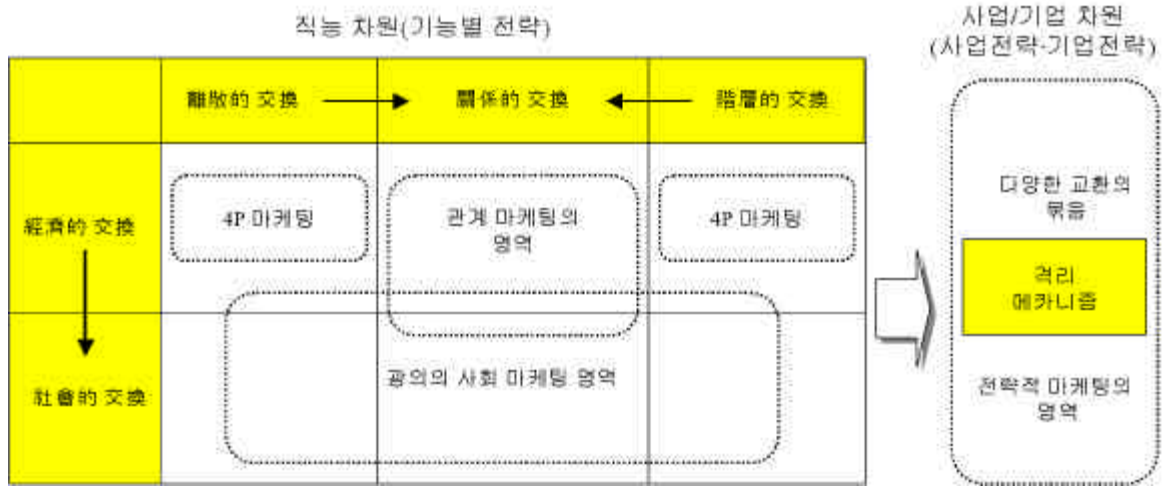 직능 차원(기능별 전략)
사업/기업 차원
(사업전략-기업전략)
離散的 交換
關係的 交換
階層的 交換
經濟的 交換
4P 마케팅
관계 마케팅의
영역
4P 마케팅
社會的 交換
광의의 사회 마케팅 영역
다양한 교환의
묶음
격리
메카니즘
전략적 마케팅의
영역